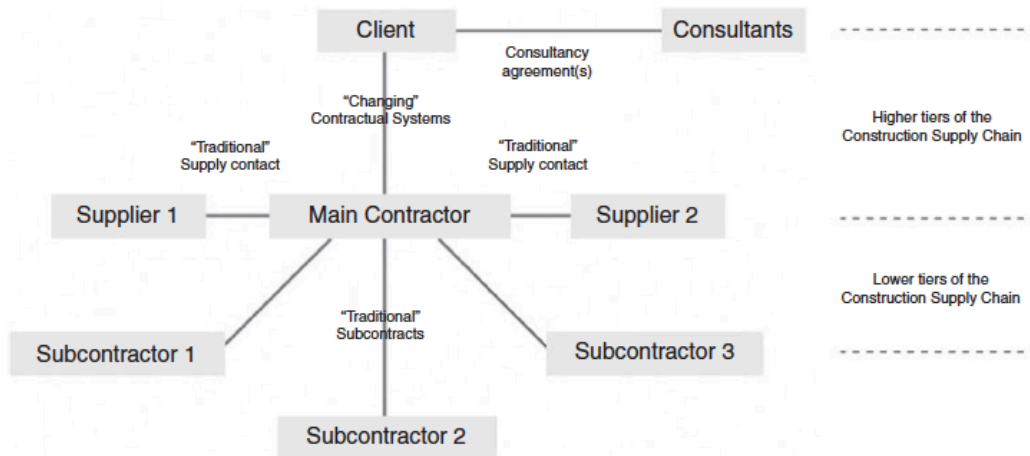 Client
Consultants
Consultancy
agreement(s)
“Changing”
Contractual Systems
Higher tiers of the
Construction Supply Chain
“Traditional”
Supply contact
“Traditional”
Supply contact
Supplier 1
Main Contractor
Supplier 2
Lower tiers of the
Construction Supply Chain
“Traditional”
Subcontracts
Subcontractor 1
Subcontractor 3
Subcontractor 2